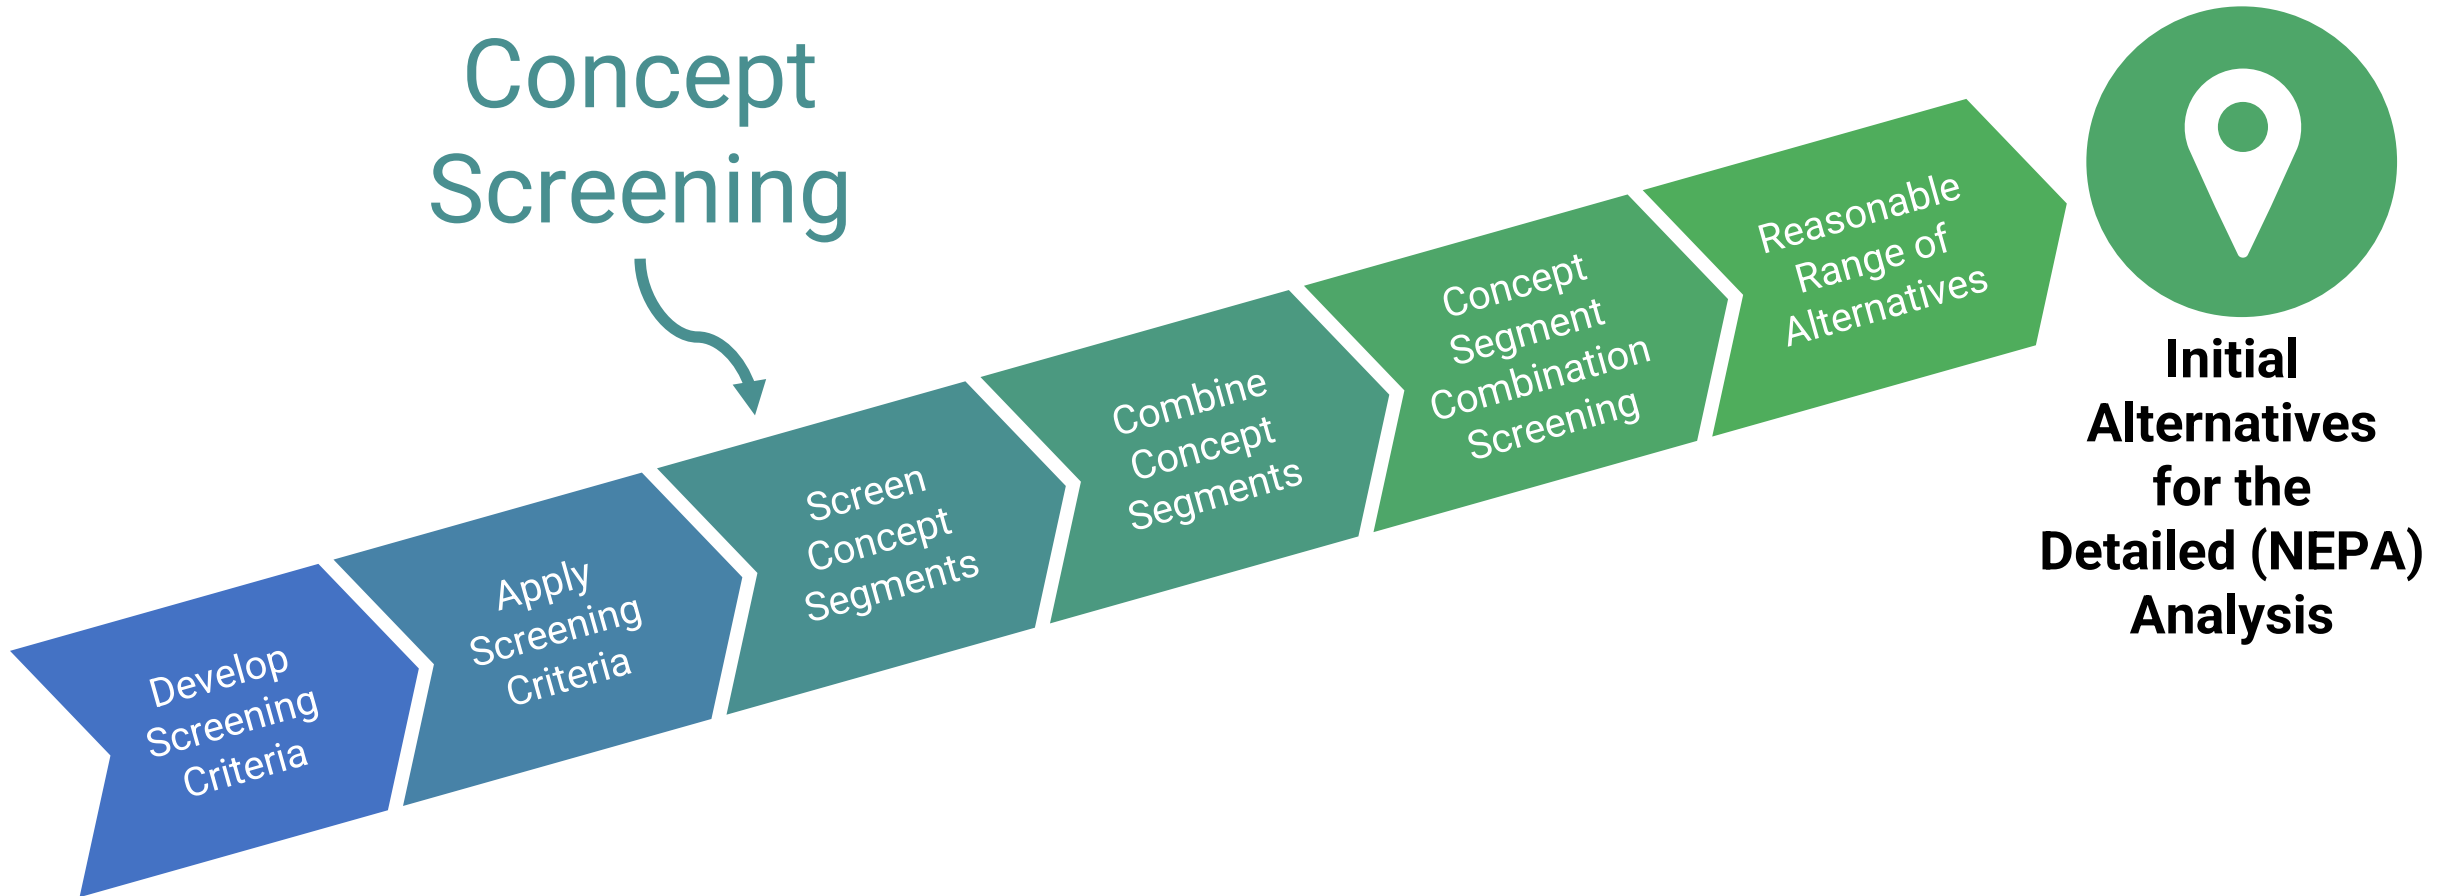 Concept
Screening
Develop
Screening
Criteria
Apply
Screening
Criteria
Screen
Concept
Segments
Combine
Concept
Segments
Concept
Segment
Combination
Screening
Reasonable
Range of
Alternatives
Initial
Alternatives
for the
Detailed (NEPA)
Analysis